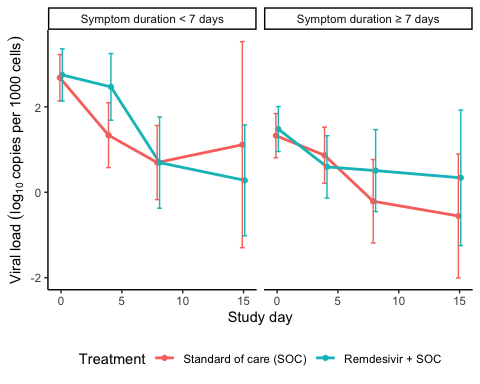 Symptom duration < 7 days
Symptom duration ≥ 7 days
Viral load (log₁₀ copies per 1000 cells)
2
0
-2
0 5 10 15
0 5 10 15
Study day
Treatment Standard of care (SOC) Remdesivir + SOC